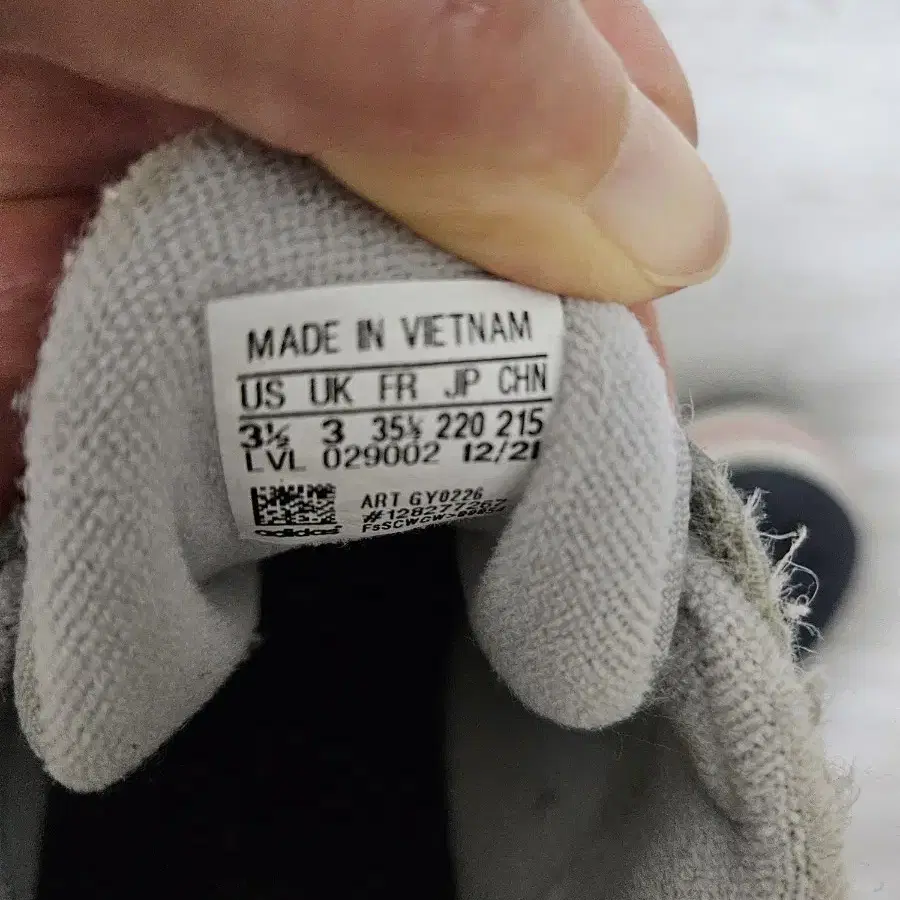 MADE IN VIETNAM
US UK FR JP CHN
3½ 3 35½ 220 215
LVL 029002 12/21
ART GY0226
adidas